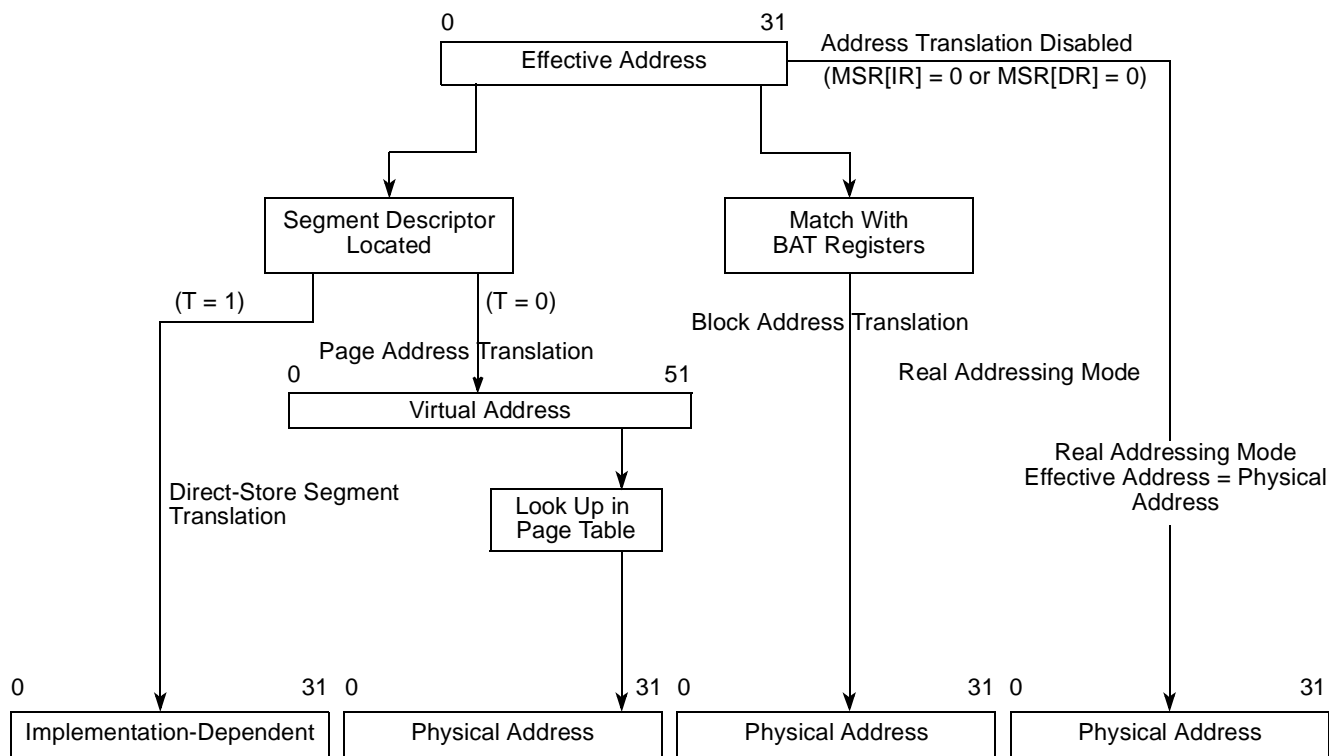 0 31
Address Translation Disabled
Effective Address
(MSR[IR] = 0 or MSR[DR] = 0)
Segment Descriptor
Located
Match With
BAT Registers
(T = 1)
(T = 0)
Block Address Translation
Page Address Translation
0 51
Real Addressing Mode
Virtual Address
Real Addressing Mode
Effective Address = Physical
Address
Direct-Store Segment
Translation
Look Up in
Page Table
0 31 0 31 0 31 0 31
Implementation-Dependent Physical Address Physical Address Physical Address